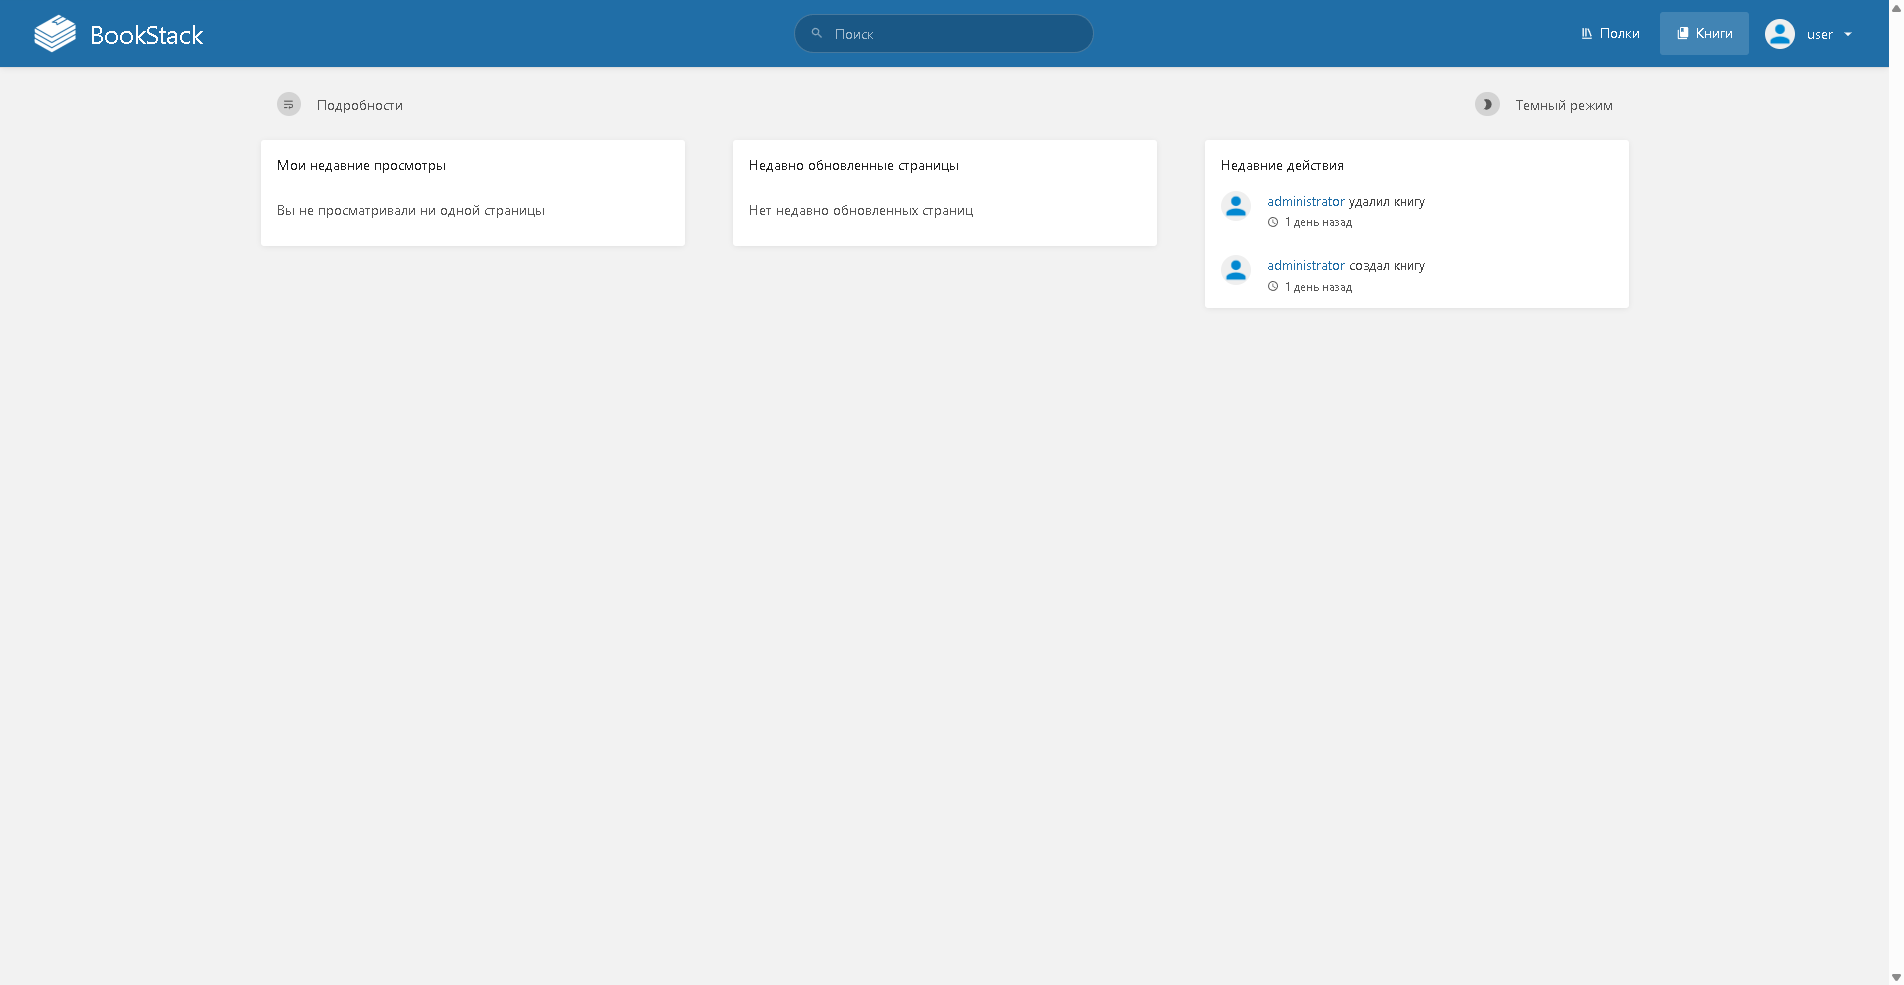 BookStack
Поиск
Полки
Книги
user
Подробности
Темный режим
Мои недавние просмотры
Вы не просматривали ни одной страницы
Недавно обновленные страницы
Нет недавно обновленных страниц
Недавние действия
administrator удалил книгу
1 день назад
administrator создал книгу
1 день назад